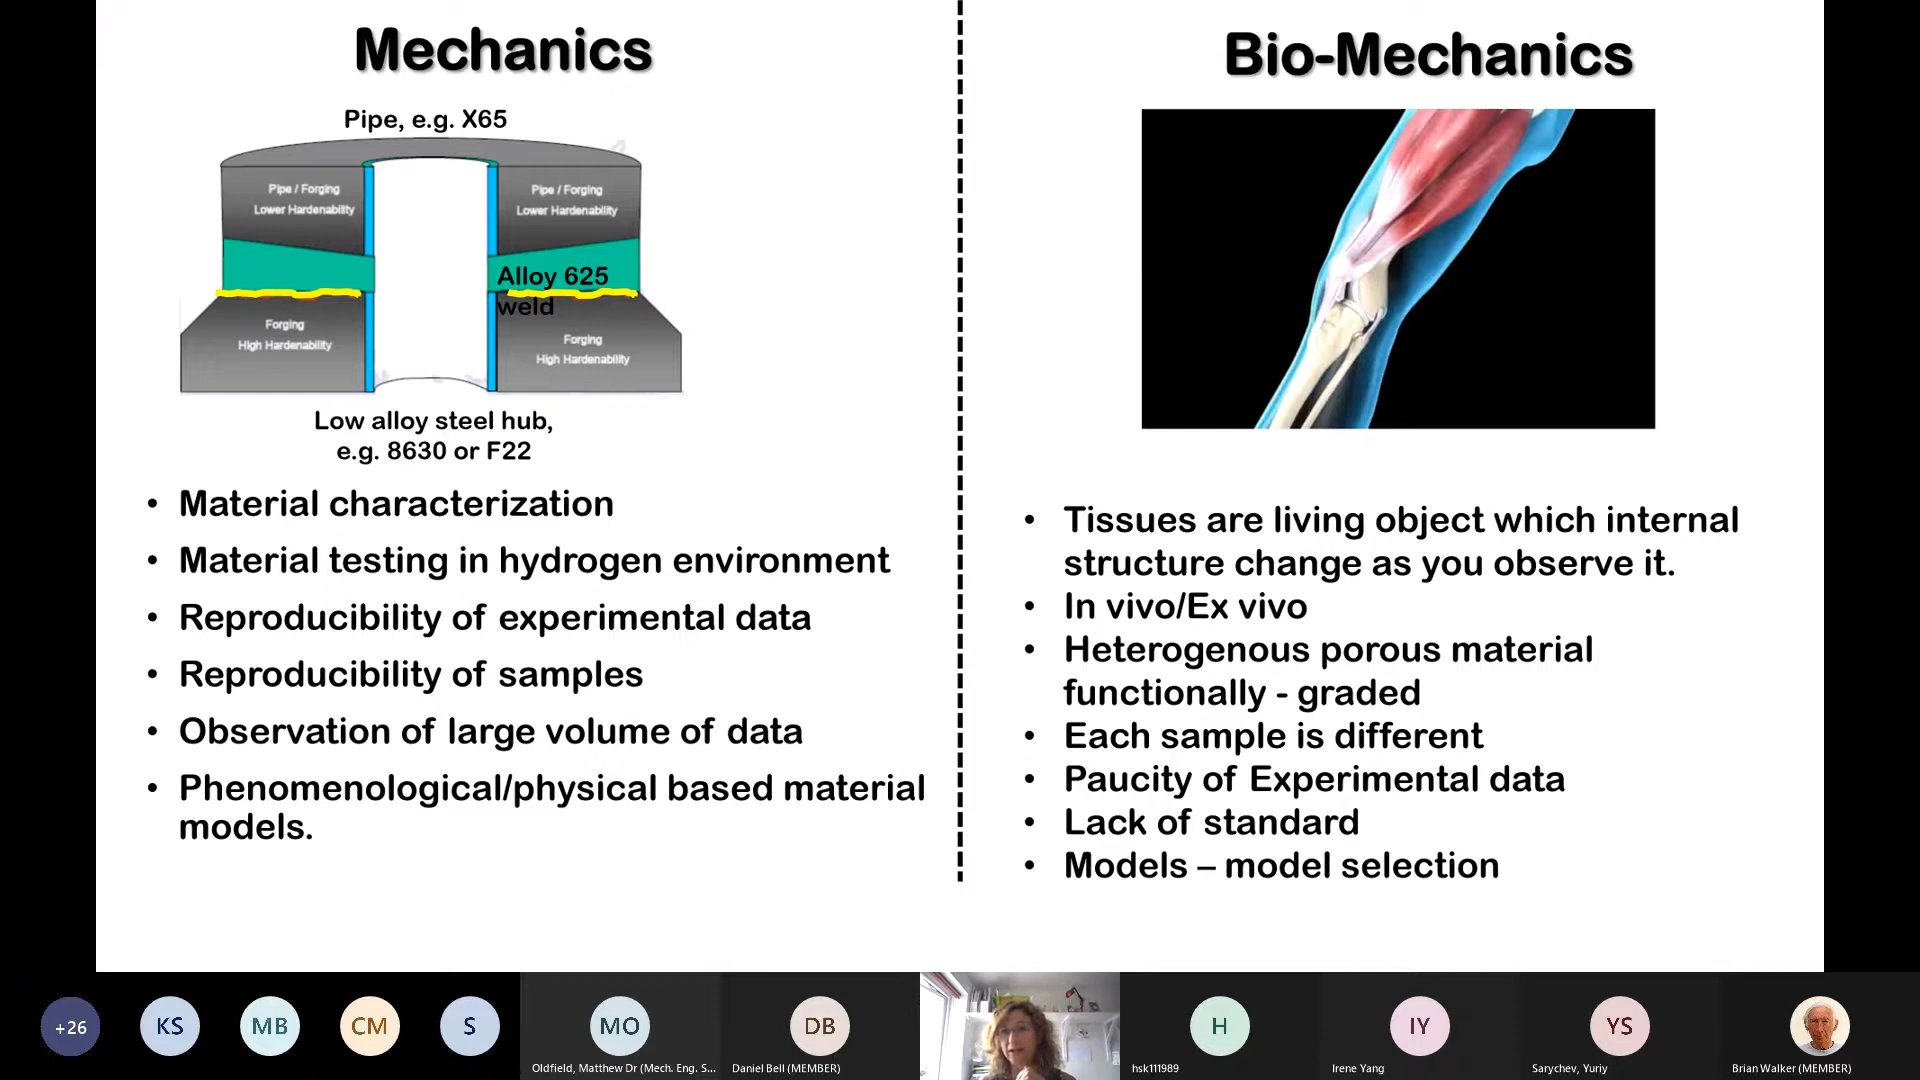 Mechanics
Pipe, e.g. X65
Pipe / Forging
Lower Hardenability
Pipe / Forging
Lower Hardenability
Alloy 625
weld
Forging
High Hardenability
Forging
High Hardenability
Low alloy steel hub,
e.g. 8630 or F22
• Material characterization
• Material testing in hydrogen environment
• Reproducibility of experimental data
• Reproducibility of samples
• Observation of large volume of data
• Phenomenological/physical based material
models.
Bio-Mechanics
• Tissues are living object which internal
structure change as you observe it.
• In vivo/Ex vivo
• Heterogenous porous material
functionally - graded
• Each sample is different
• Paucity of Experimental data
• Lack of standard
• Models – model selection
+26
KS
MB
CM
S
MO
Oldfield, Matthew Dr (Mech. Eng. S...
DB
Daniel Bell (MEMBER)
H
hsk111989
IY
Irene Yang
YS
Sarychev, Yuriy
Brian Walker (MEMBER)